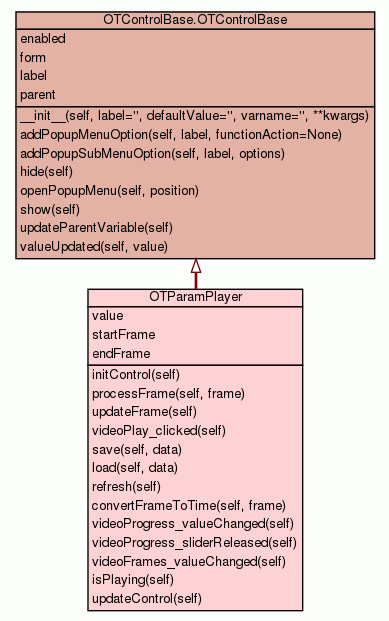 OTControlBase.OTControlBase
enabled
form
label
parent
__init__(self, label='', defaultValue='', varname='', **kwargs)
addPopupMenuOption(self, label, functionAction=None)
addPopupSubMenuOption(self, label, options)
hide(self)
openPopupMenu(self, position)
show(self)
updateParentVariable(self)
valueUpdated(self, value)
OTParamPlayer
value
startFrame
endFrame
initControl(self)
processFrame(self, frame)
updateFrame(self)
videoPlay_clicked(self)
save(self, data)
load(self, data)
refresh(self)
convertFrameToTime(self, frame)
videoProgress_valueChanged(self)
videoProgress_sliderReleased(self)
videoFrames_valueChanged(self)
isPlaying(self)
updateControl(self)